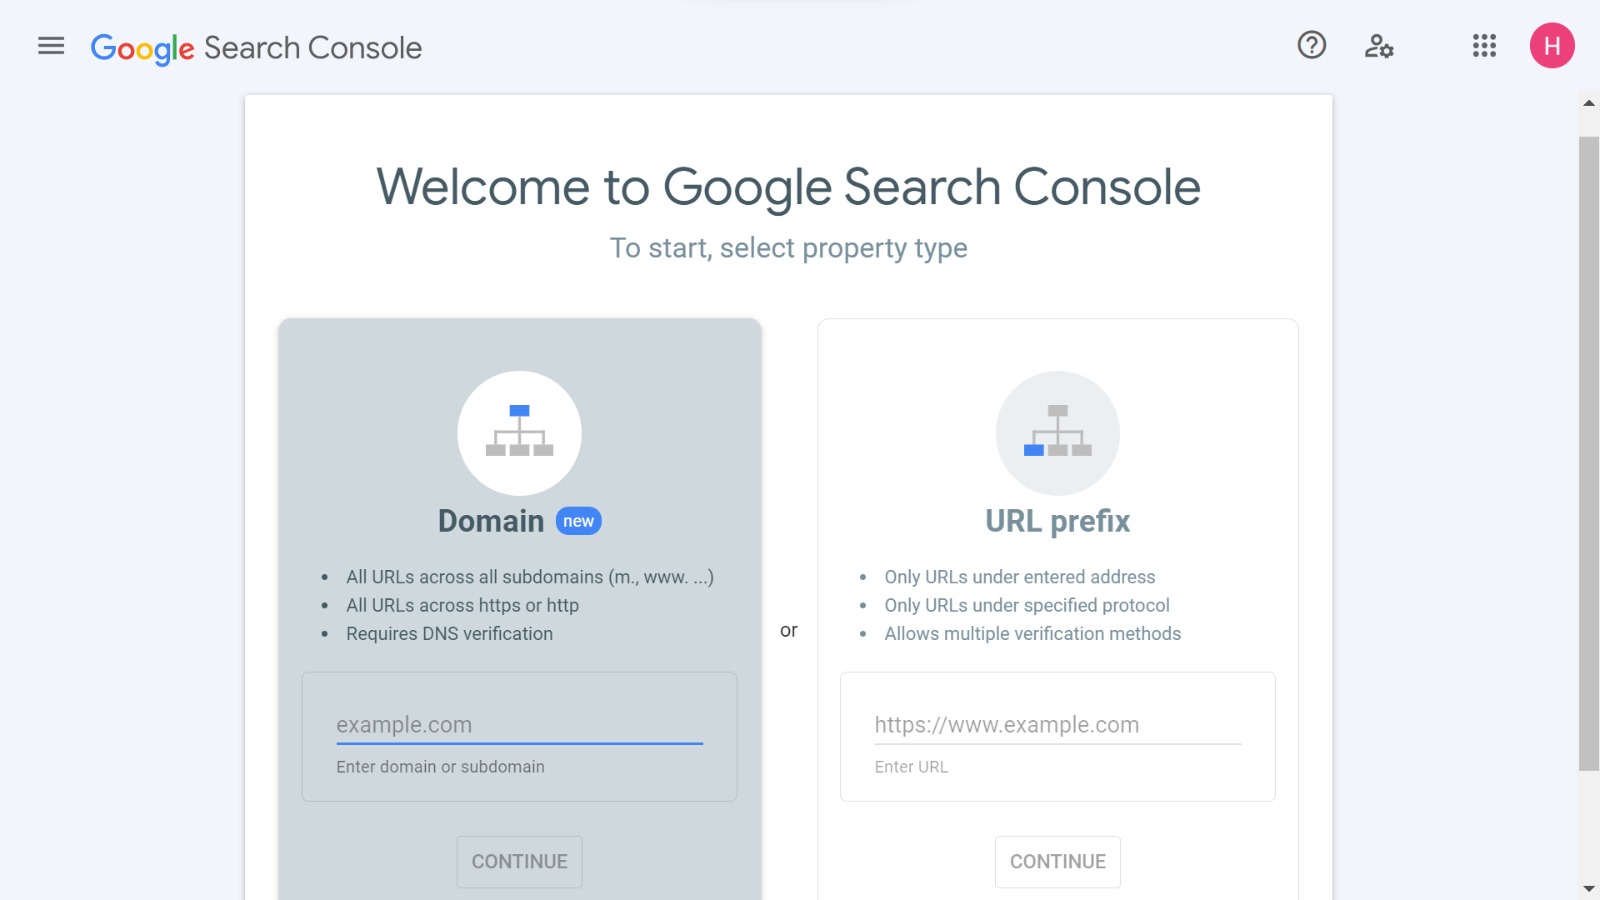 Google Search Console
H
Welcome to Google Search Console
To start, select property type
Domain new
• All URLs across all subdomains (m., www. ...)
• All URLs across https or http
• Requires DNS verification
example.com
Enter domain or subdomain
CONTINUE
or
URL prefix
• Only URLs under entered address
• Only URLs under specified protocol
• Allows multiple verification methods
https://www.example.com
Enter URL
CONTINUE